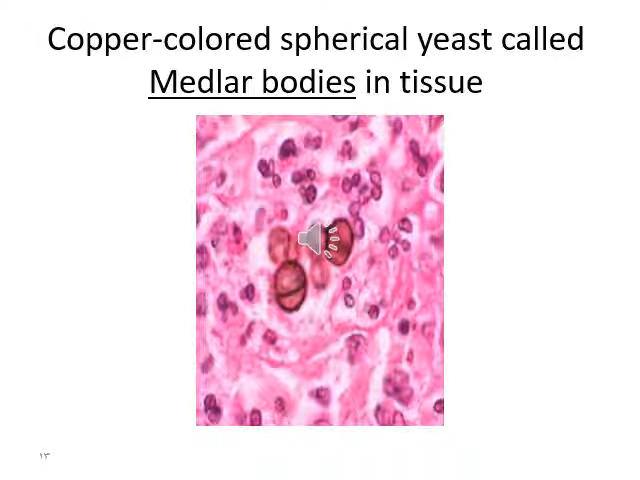 Copper-colored spherical yeast called
Medlar bodies in tissue
١٣